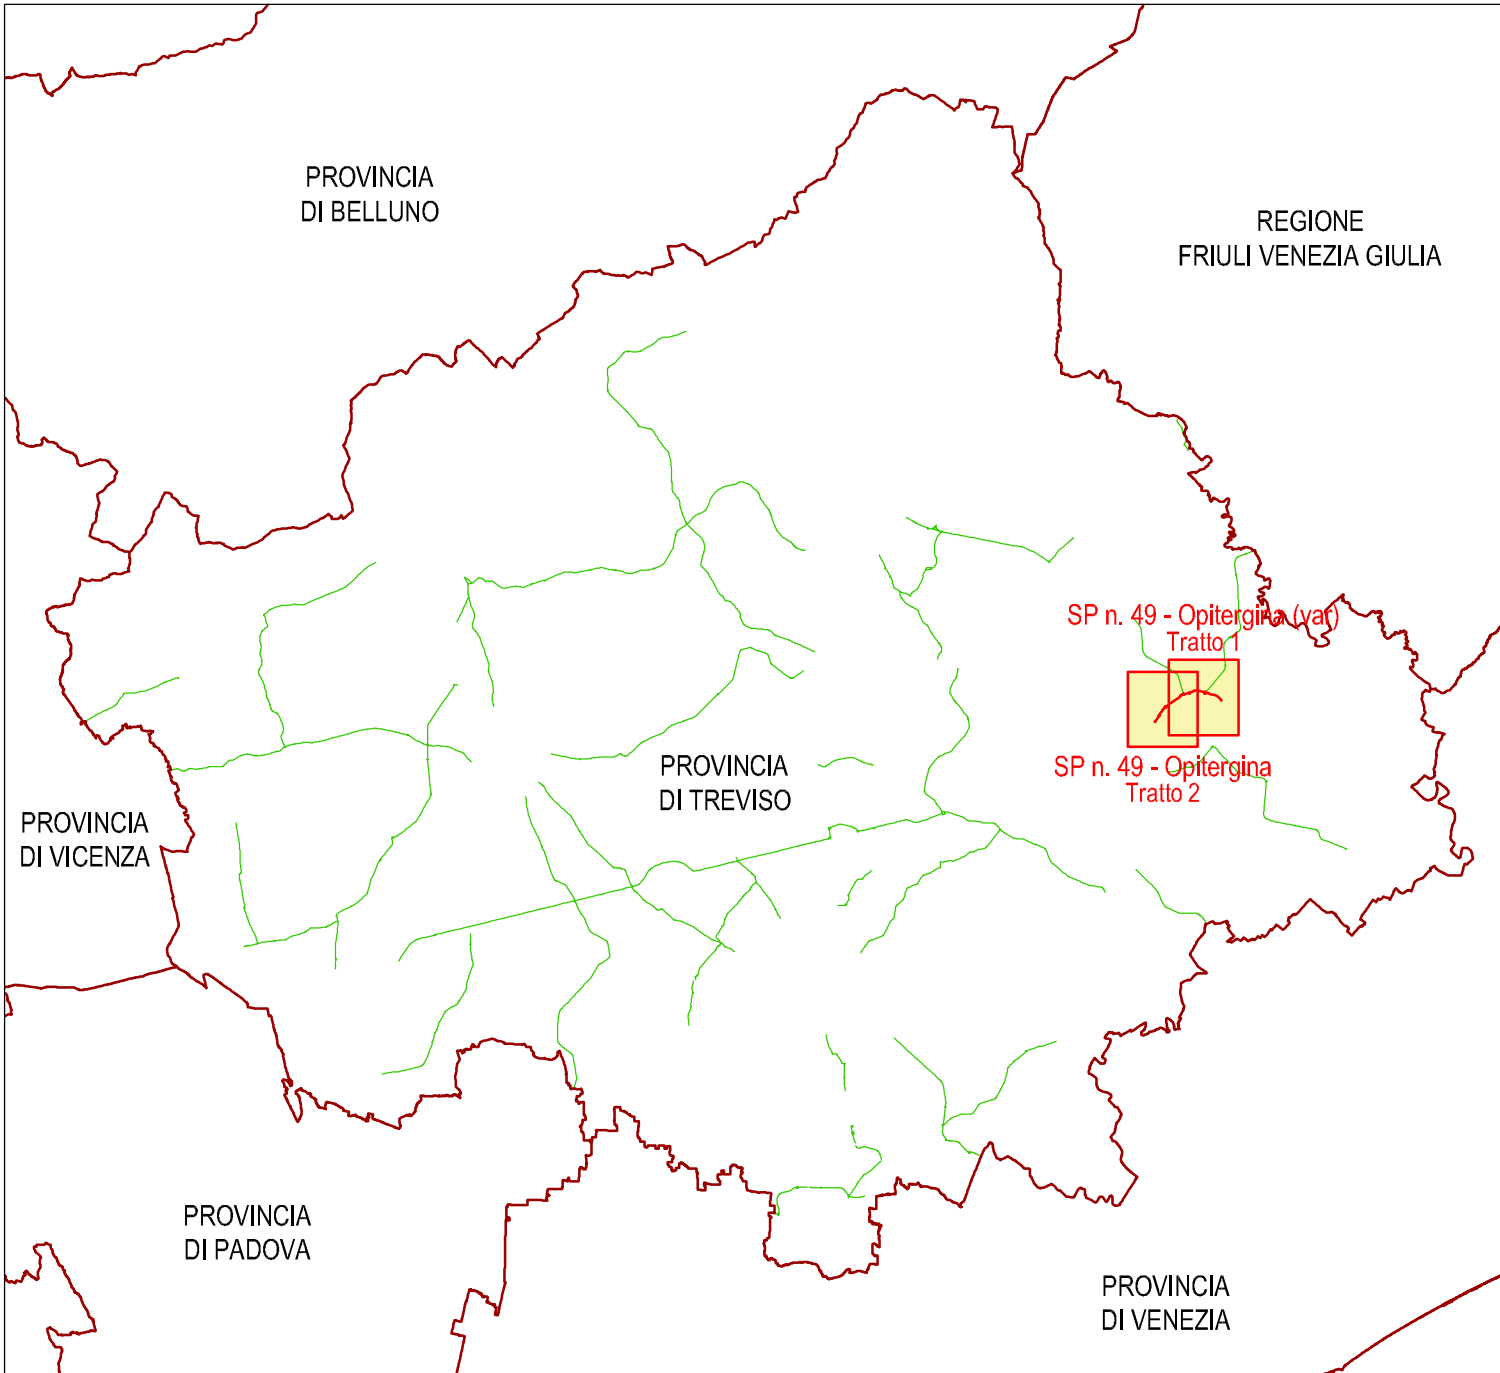 PROVINCIA
DI BELLUNO
REGIONE
FRIULI VENEZIA GIULIA
SP n. 49 - Opitergina (var)
Tratto 1
PROVINCIA
DI TREVISO
SP n. 49 - Opitergina
Tratto 2
PROVINCIA
DI VICENZA
PROVINCIA
DI PADOVA
PROVINCIA
DI VENEZIA